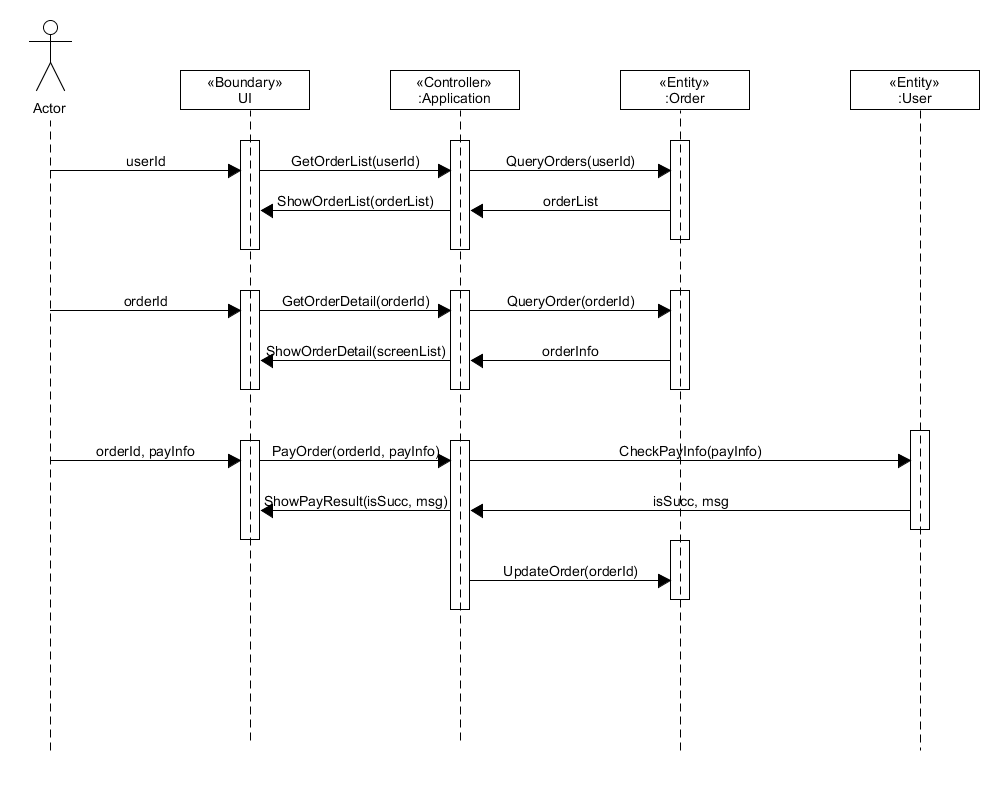 Actor
«Boundary»
UI
«Controller»
:Application
«Entity»
:Order
«Entity»
:User
userId
GetOrderList(userId)
QueryOrders(userId)
ShowOrderList(orderList)
orderList
orderId
GetOrderDetail(orderId)
QueryOrder(orderId)
ShowOrderDetail(screenList)
orderInfo
orderId, payInfo
PayOrder(orderId, payInfo)
CheckPayInfo(payInfo)
ShowPayResult(isSucc, msg)
isSucc, msg
UpdateOrder(orderId)